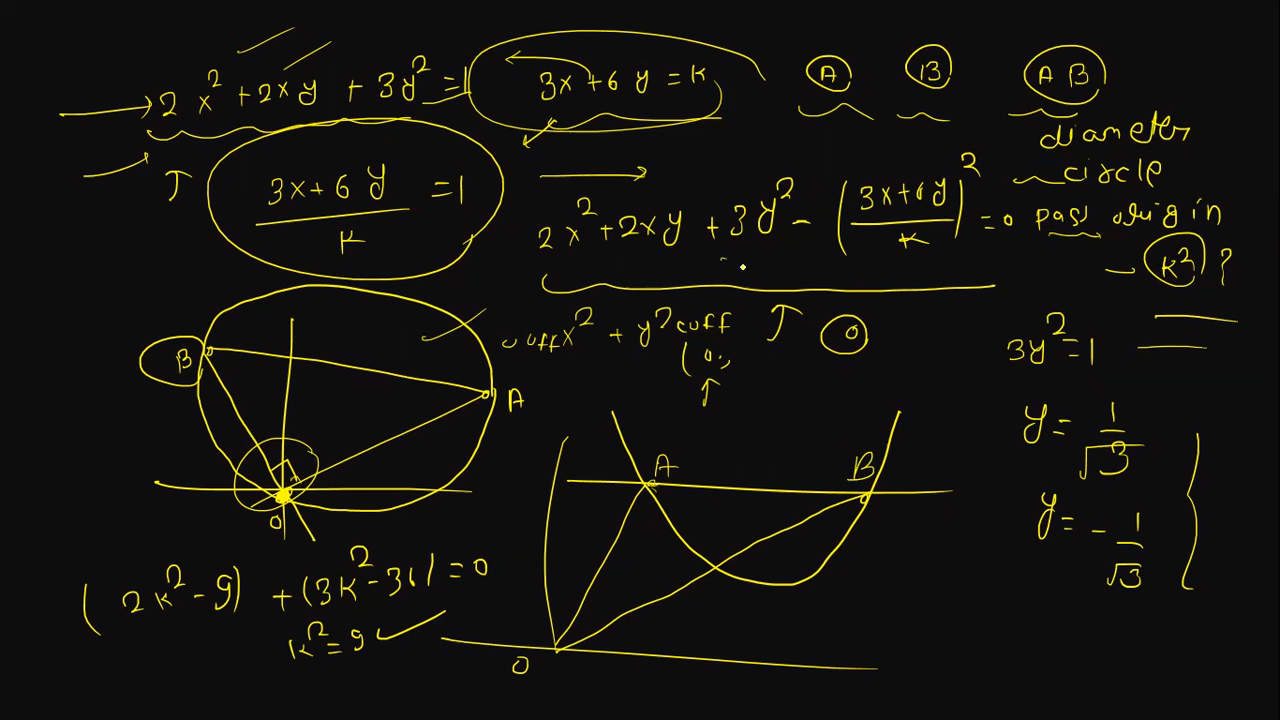 2x² + 2xy + 3y² = 1
3x + 6y = K
A B AB
diameter
circle
pass origin
K² ?
(3x + 6y)/K = 1
2x² + 2xy + 3y² - ((3x + 6y)/K)² = 0
coff x² + y² coff
0
(0,
3y² = 1
y = 1/√3
y = - 1/√3
B
A
O
A B
O
(2K² - 9) + (3K² - 36) = 0
K² = 9